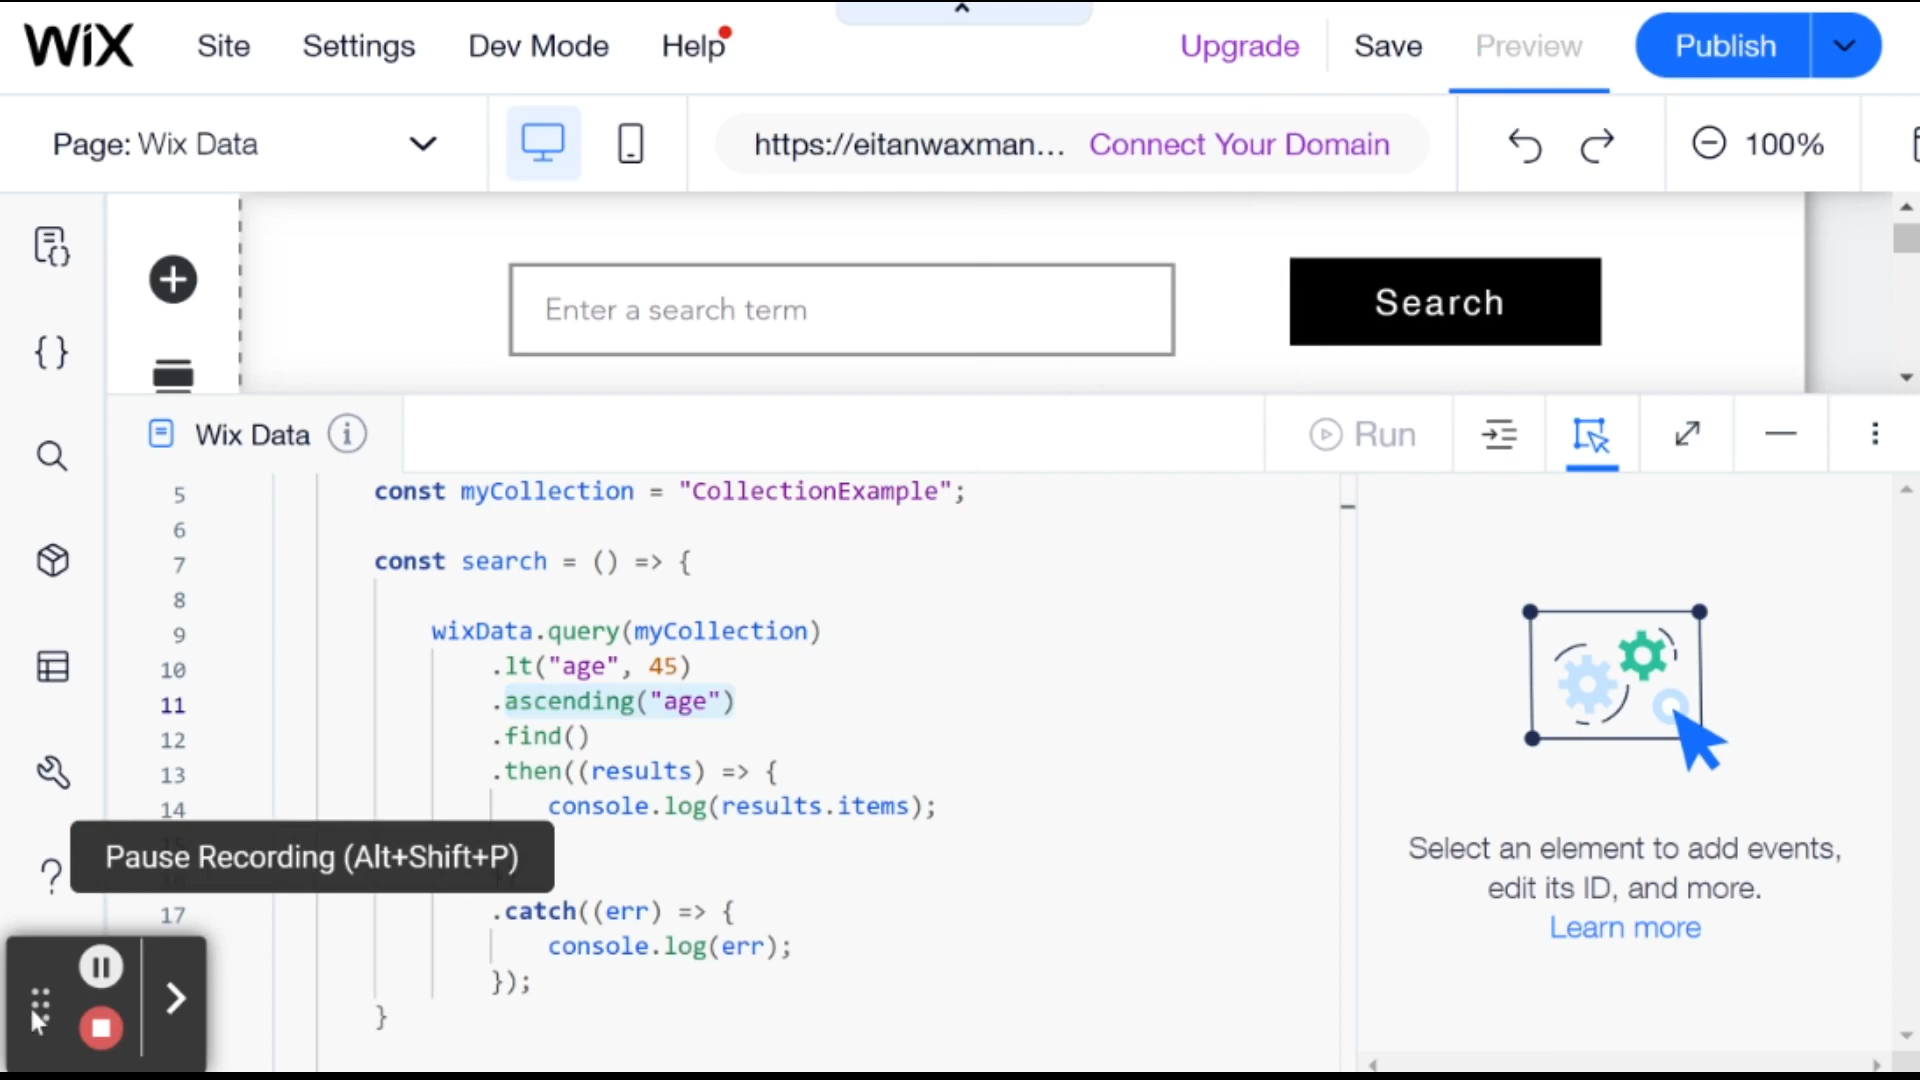 WiX Site Settings Dev Mode Help Upgrade Save Preview Publish
Page: Wix Data https://eitanwaxman... Connect Your Domain 100%
Enter a search term Search
Wix Data Run
5 const myCollection = "CollectionExample";
6
7 const search = () => {
8
9 wixData.query(myCollection)
10 .lt("age", 45)
11 .ascending("age")
12 .find()
13 .then((results) => {
14 console.log(results.items);
Pause Recording (Alt+Shift+P)
17 .catch((err) => {
console.log(err);
});
}
Select an element to add events,
edit its ID, and more.
Learn more